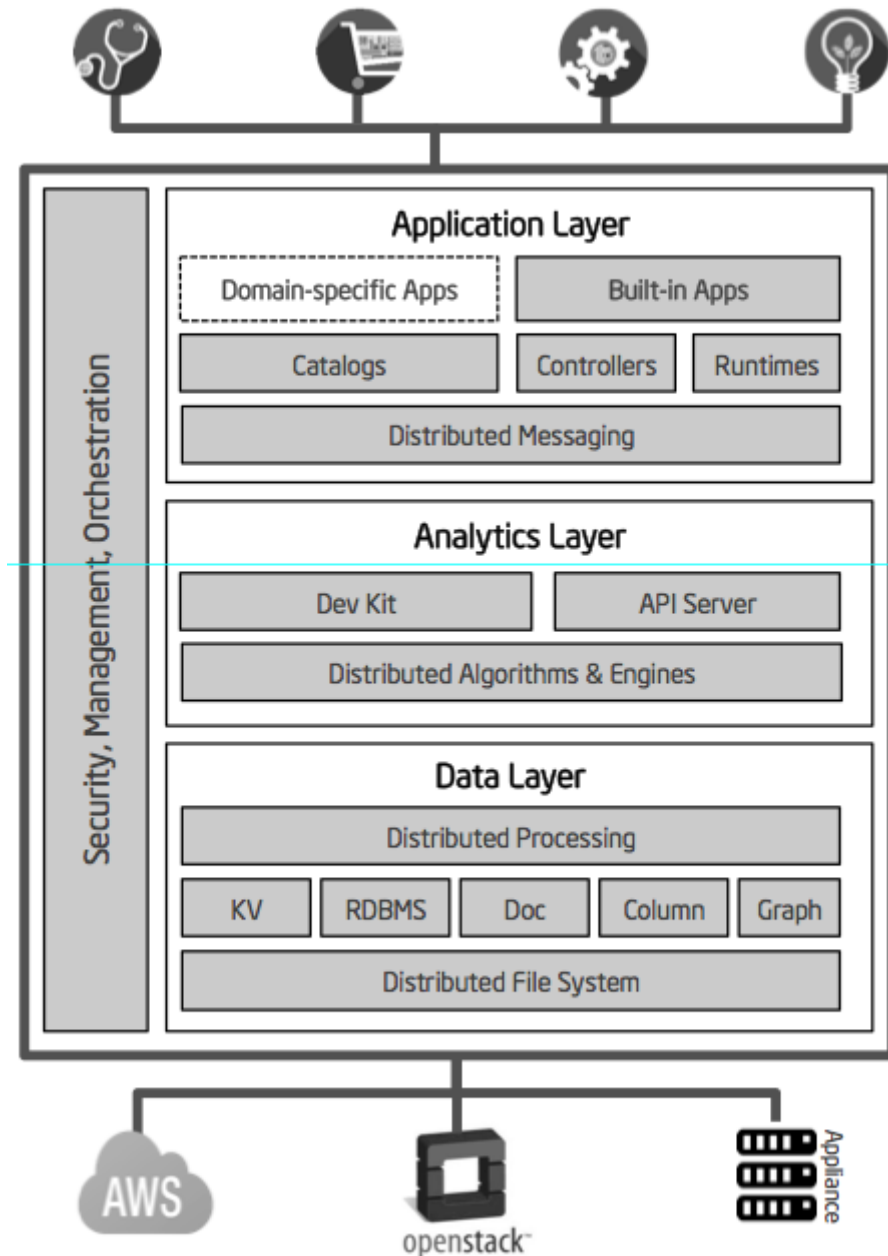 Application Layer
Domain-specific Apps
Built-in Apps
Catalogs
Controllers
Runtimes
Distributed Messaging
Security, Management, Orchestration
Analytics Layer
Dev Kit
API Server
Distributed Algorithms & Engines
Data Layer
Distributed Processing
KV
RDBMS
Doc
Column
Graph
Distributed File System
AWS
openstack™
Appliance